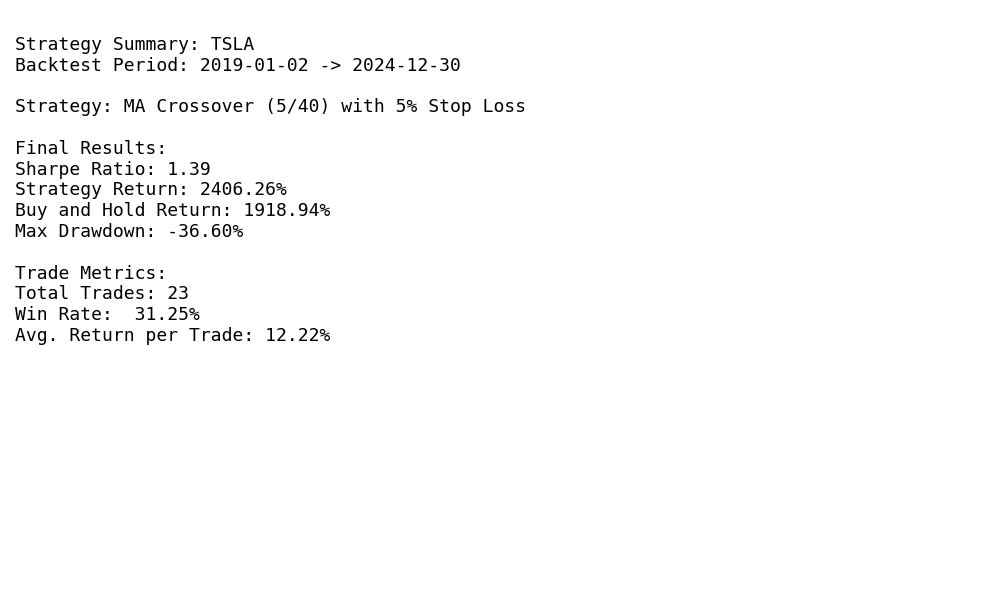 Strategy Summary: TSLA
Backtest Period: 2019-01-02 -> 2024-12-30
Strategy: MA Crossover (5/40) with 5% Stop Loss
Final Results:
Sharpe Ratio: 1.39
Strategy Return: 2406.26%
Buy and Hold Return: 1918.94%
Max Drawdown: -36.60%
Trade Metrics:
Total Trades: 23
Win Rate:  31.25%
Avg. Return per Trade: 12.22%